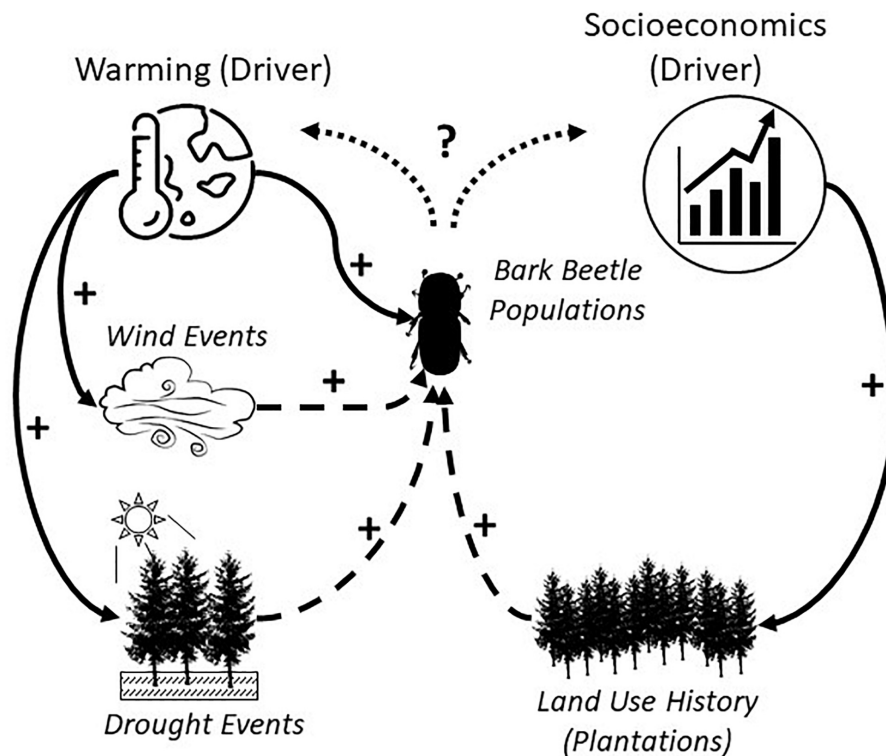 Socioeconomics
(Driver)
Warming (Driver)
?
+
+
Bark Beetle
Populations
Wind Events
+
+
+
+
+
Drought Events
Land Use History
(Plantations)